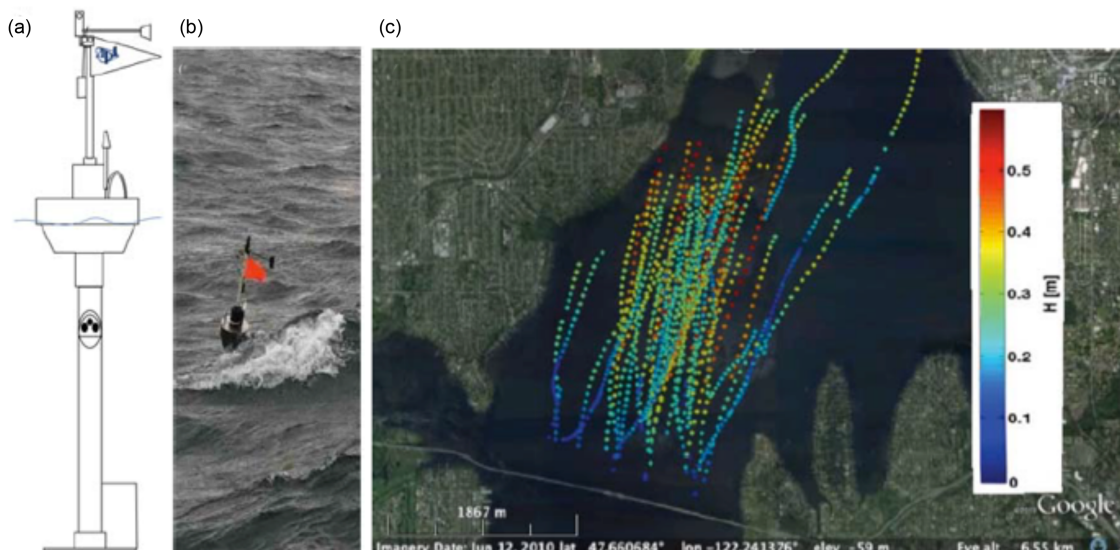 (a)
(b)
(c)
0.5
0.4
0.3
0.2
0.1
0
H [m]
1867 m
Google
Imagery Date: Jun 12, 2010 lat 47.660684° lon -122.241376° elev -59 m Eye alt 6.55 km